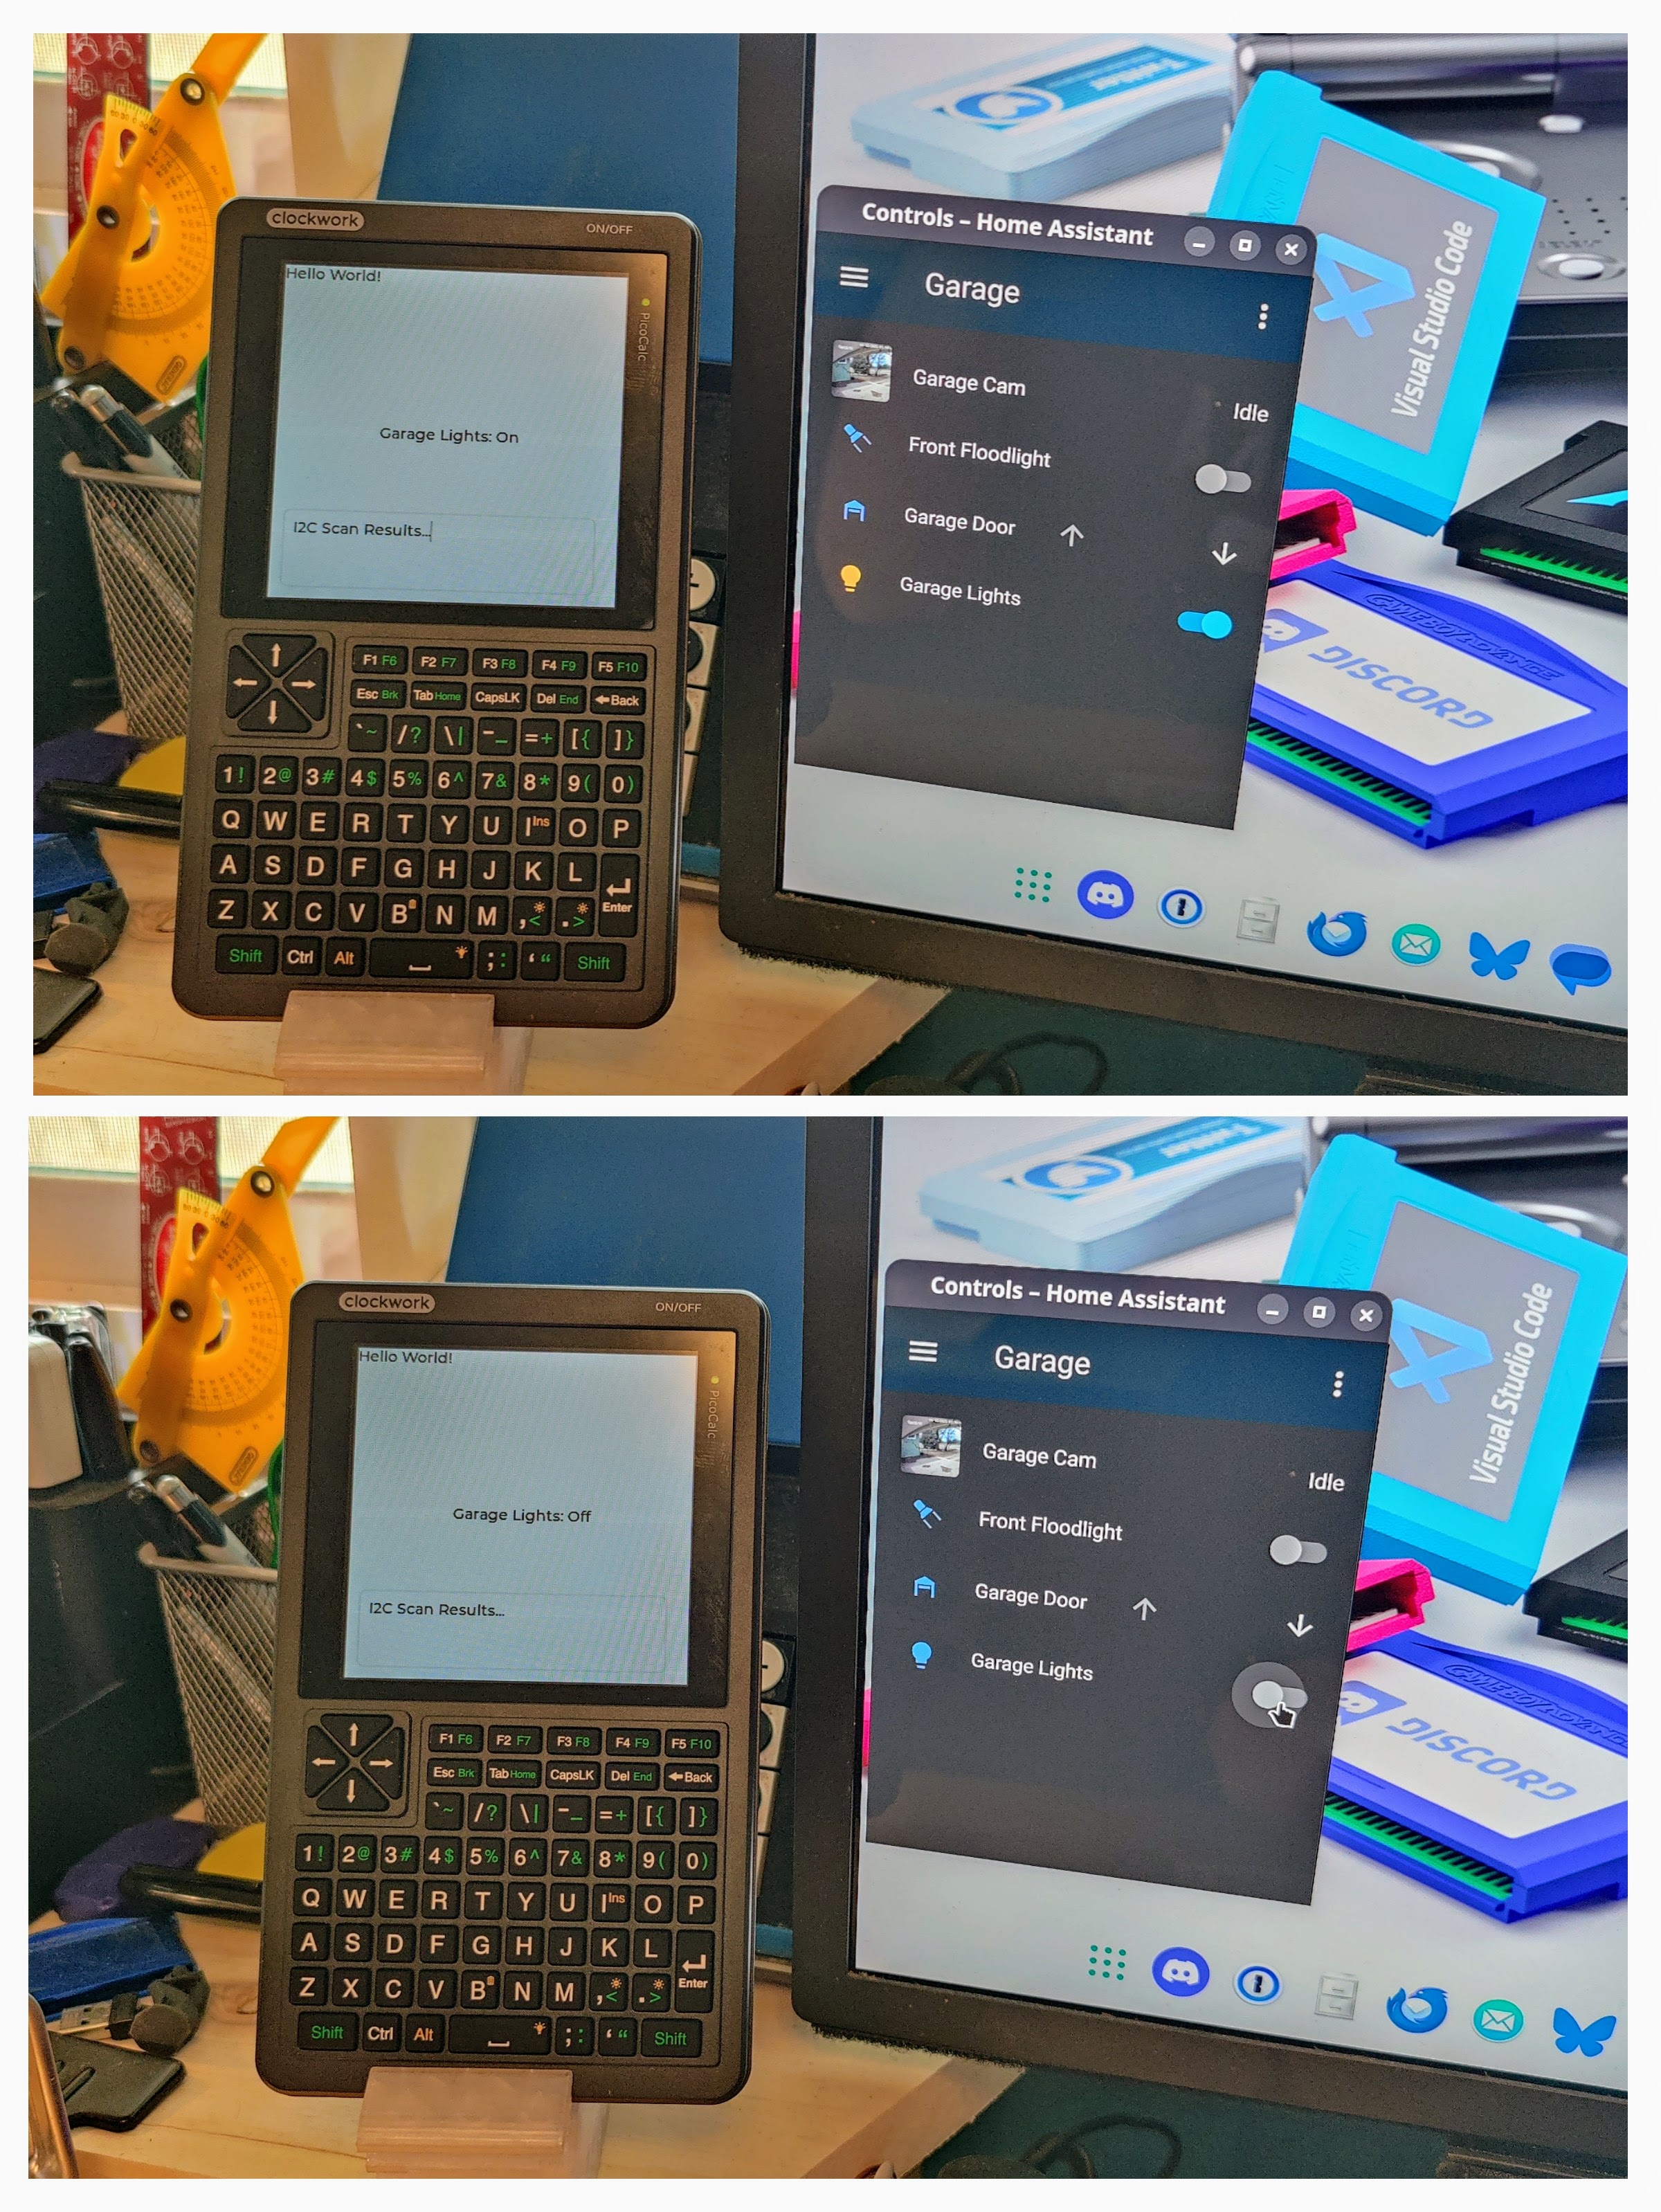 clockwork
ON/OFF
Hello World!
PicoCalc
Garage Lights: On
I2C Scan Results...
F1 F6 F2 F7 F3 F8 F4 F9 F5 F10
Esc Brk Tab Home CapsLK Del End ←Back
`~ /? \| -_ =+ [{ ]}
1! 2@ 3# 4$ 5% 6^ 7& 8* 9( 0)
Q W E R T Y U I Ins O P
A S D F G H J K L
Z X C V B N M ,< .> Enter
Shift Ctrl Alt ;: ‘“ Shift
Controls – Home Assistant
Garage
Garage Cam
Idle
Front Floodlight
Garage Door
Garage Lights
Twitter
Visual Studio Code
GAMEBOY ADVANCE
DISCORD
clockwork
ON/OFF
Hello World!
PicoCalc
Garage Lights: Off
I2C Scan Results...
F1 F6 F2 F7 F3 F8 F4 F9 F5 F10
Esc Brk Tab Home CapsLK Del End ←Back
`~ /? \| -_ =+ [{ ]}
1! 2@ 3# 4$ 5% 6^ 7& 8* 9( 0)
Q W E R T Y U I Ins O P
A S D F G H J K L
Z X C V B N M ,< .> Enter
Shift Ctrl Alt ;: ‘“ Shift
Controls – Home Assistant
Garage
Garage Cam
Idle
Front Floodlight
Garage Door
Garage Lights
Twitter
Visual Studio Code
GAMEBOY ADVANCE
DISCORD